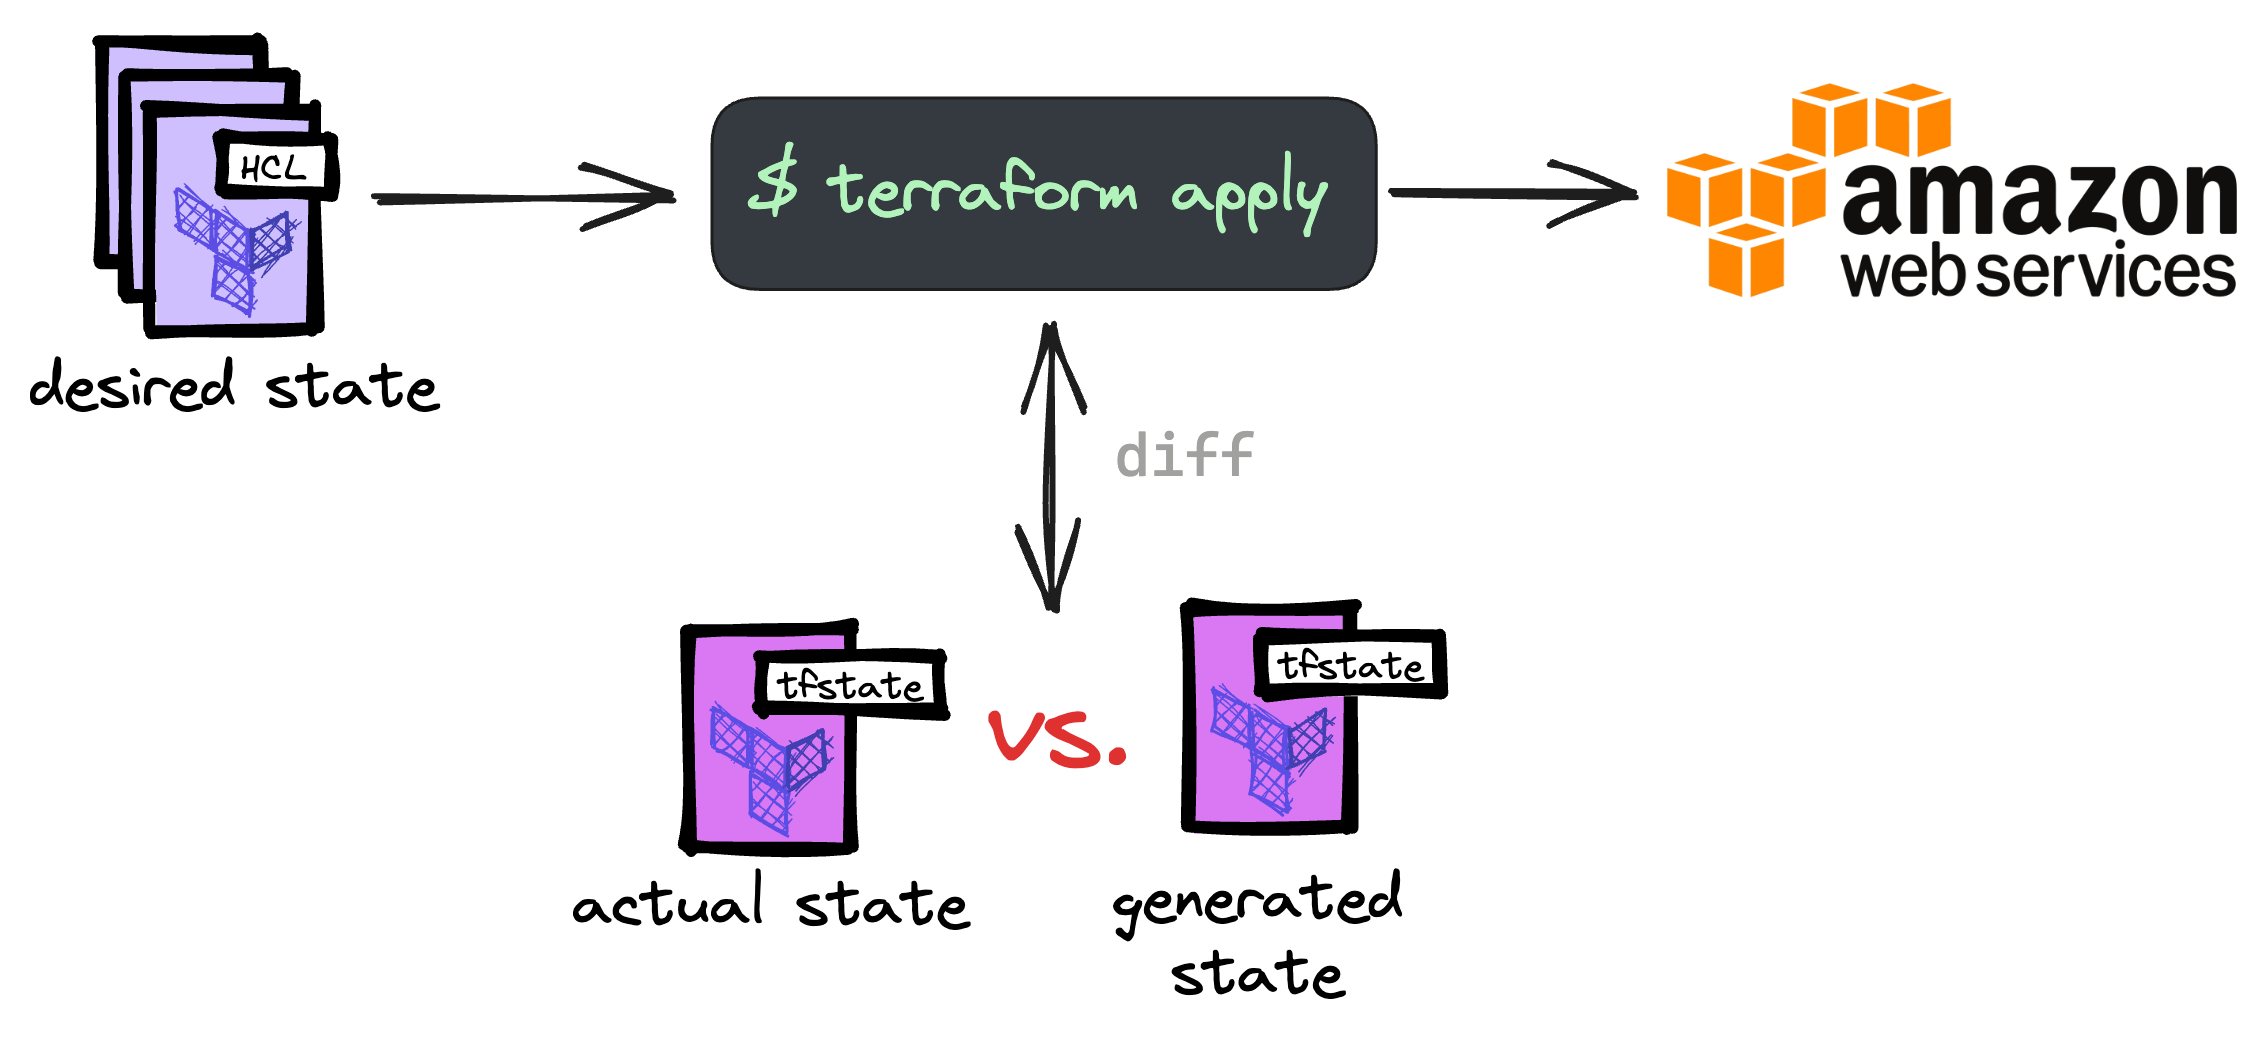 HCL
desired state
$ terraform apply
amazon
web services
diff
tfstate
vs.
tfstate
actual state
generated
state